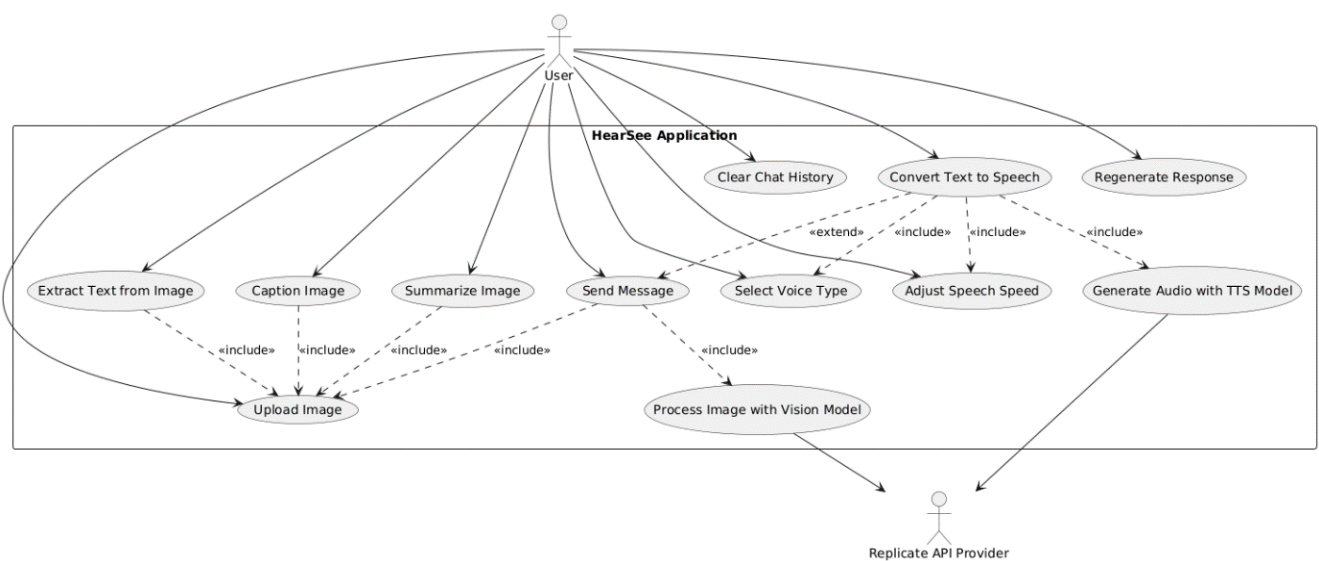 User
HearSee Application
Clear Chat History
Convert Text to Speech
Regenerate Response
«extend»
«include»
«include»
«include»
Extract Text from Image
Caption Image
Summarize Image
Send Message
Select Voice Type
Adjust Speech Speed
Generate Audio with TTS Model
«include»
«include»
«include»
«include»
«include»
Upload Image
Process Image with Vision Model
Replicate API Provider